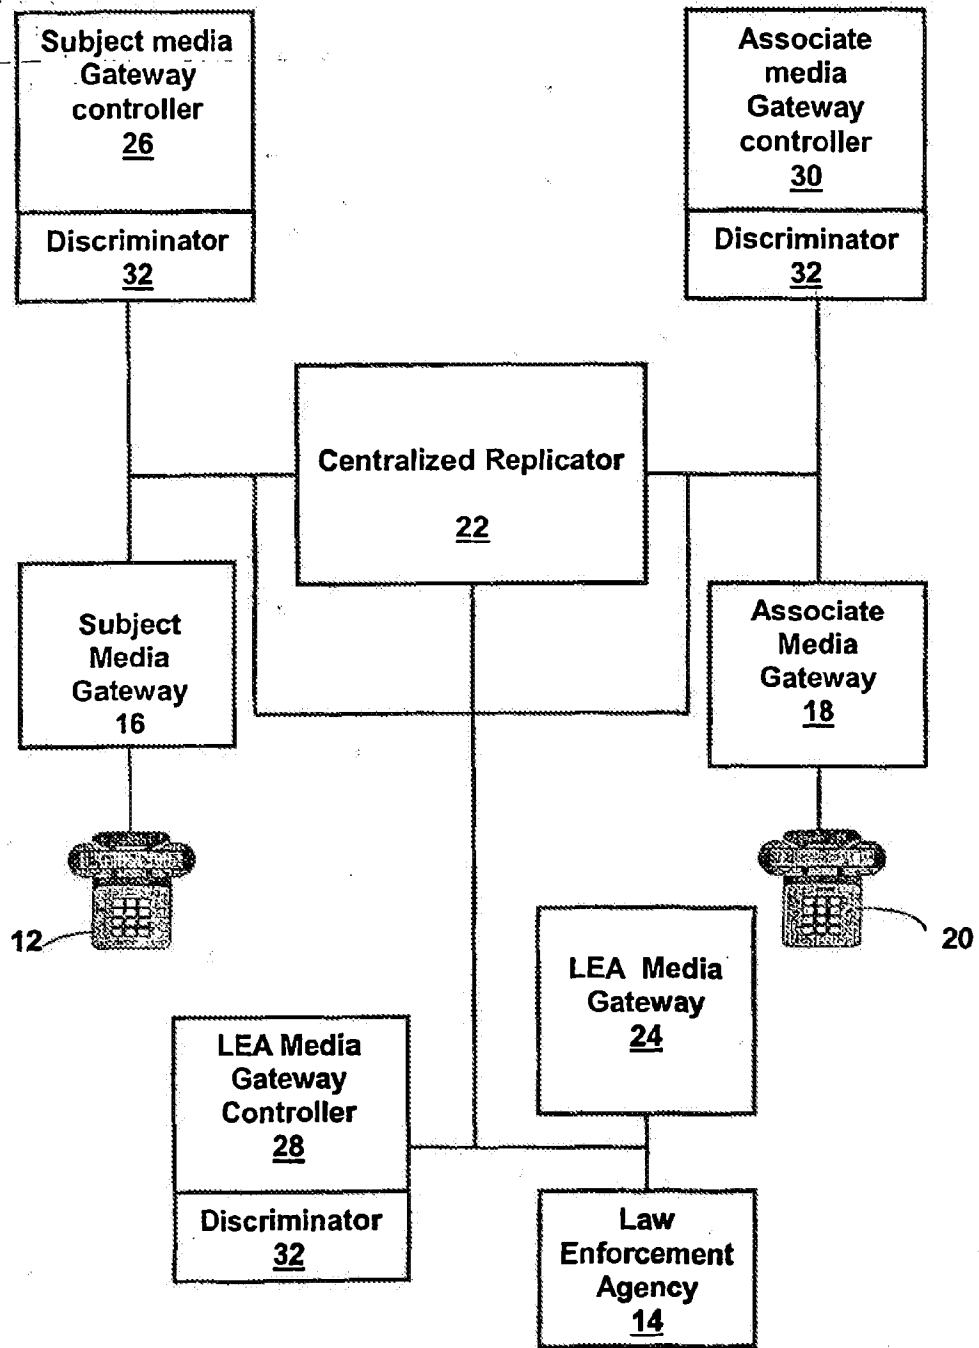 Subject media
Gateway
controller
26
Discriminator
32
Associate
media
Gateway
controller
30
Discriminator
32
Centralized Replicator
22
Subject
Media
Gateway
16
Associate
Media
Gateway
18
12
20
LEA Media
Gateway
24
LEA Media
Gateway
Controller
28
Discriminator
32
Law
Enforcement
Agency
14